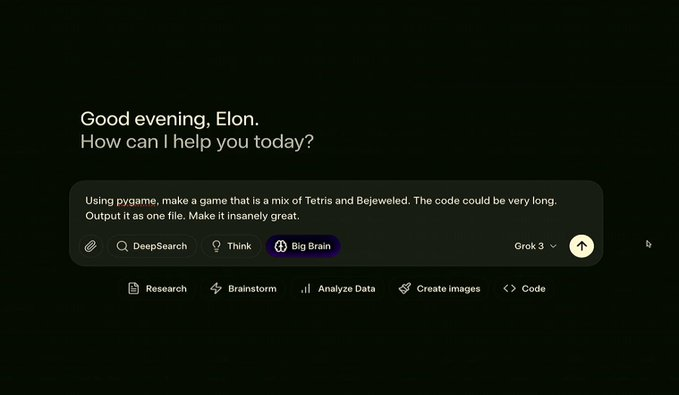 Good evening, Elon.
How can I help you today?
Using pygame, make a game that is a mix of Tetris and Bejeweled. The code could be very long.
Output it as one file. Make it insanely great.
DeepSearch Think Big Brain Grok 3
Research Brainstorm Analyze Data Create images Code